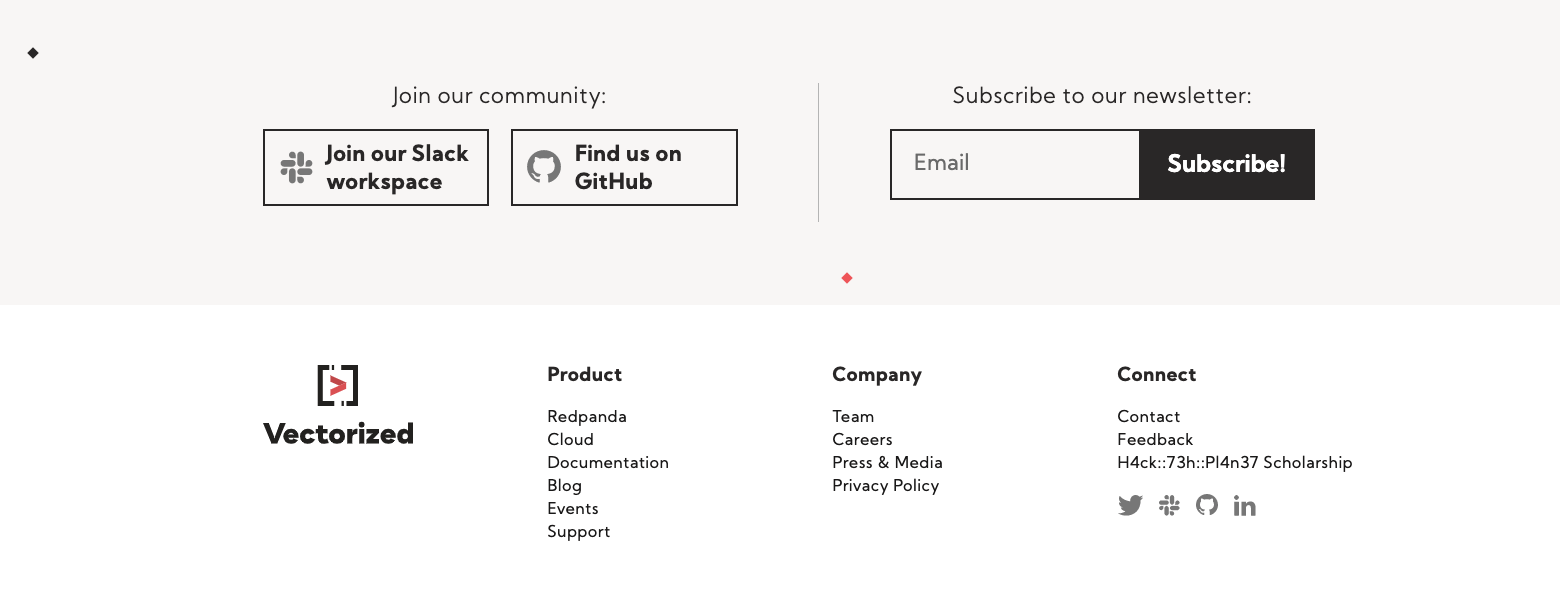 Join our community:
Join our Slack
workspace
Find us on
GitHub
Subscribe to our newsletter:
Email
Subscribe!
Vectorized
Product
Redpanda
Cloud
Documentation
Blog
Events
Support
Company
Team
Careers
Press & Media
Privacy Policy
Connect
Contact
Feedback
H4ck::73h::Pl4n37 Scholarship
in